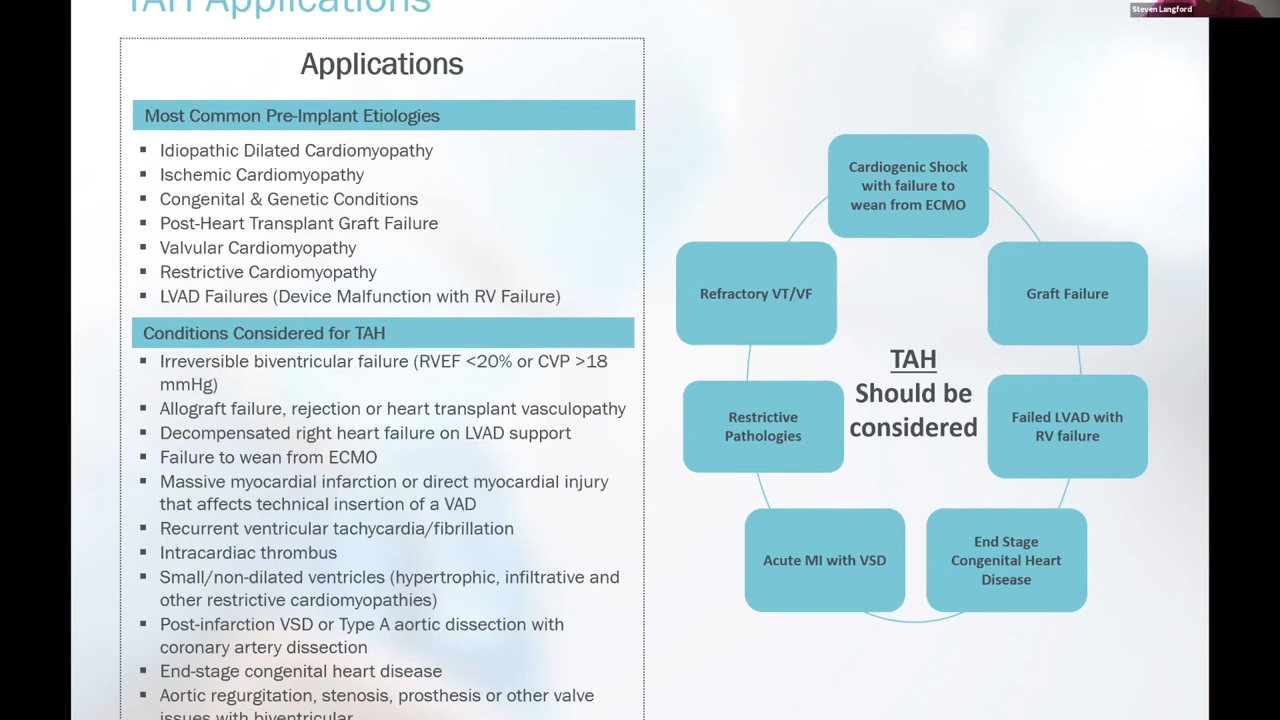 TAH Applications
Steven Langford
Applications
Most Common Pre-Implant Etiologies
▪ Idiopathic Dilated Cardiomyopathy
▪ Ischemic Cardiomyopathy
▪ Congenital & Genetic Conditions
▪ Post-Heart Transplant Graft Failure
▪ Valvular Cardiomyopathy
▪ Restrictive Cardiomyopathy
▪ LVAD Failures (Device Malfunction with RV Failure)
Conditions Considered for TAH
▪ Irreversible biventricular failure (RVEF <20% or CVP >18
mmHg)
▪ Allograft failure, rejection or heart transplant vasculopathy
▪ Decompensated right heart failure on LVAD support
▪ Failure to wean from ECMO
▪ Massive myocardial infarction or direct myocardial injury
that affects technical insertion of a VAD
▪ Recurrent ventricular tachycardia/fibrillation
▪ Intracardiac thrombus
▪ Small/non-dilated ventricles (hypertrophic, infiltrative and
other restrictive cardiomyopathies)
▪ Post-infarction VSD or Type A aortic dissection with
coronary artery dissection
▪ End-stage congenital heart disease
▪ Aortic regurgitation, stenosis, prosthesis or other valve
issues with biventricular
Cardiogenic Shock
with failure to
wean from ECMO
Refractory VT/VF
Graft Failure
TAH
Should be
considered
Restrictive
Pathologies
Failed LVAD with
RV failure
Acute MI with VSD
End Stage
Congenital Heart
Disease